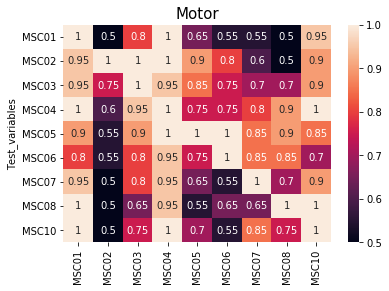 Motor
Test_variables
MSC01 1 0.5 0.8 1 0.65 0.55 0.55 0.5 0.95
MSC02 0.95 1 1 1 0.9 0.8 0.6 0.5 0.9
MSC03 0.95 0.75 1 0.95 0.85 0.75 0.7 0.7 0.9
MSC04 1 0.6 0.95 1 0.75 0.75 0.8 0.9 1
MSC05 0.9 0.55 0.9 1 1 1 0.85 0.9 0.85
MSC06 0.8 0.55 0.8 0.95 0.75 1 0.85 0.85 0.7
MSC07 0.95 0.5 0.8 0.95 0.65 0.55 1 0.7 0.9
MSC08 1 0.5 0.65 0.95 0.55 0.65 0.65 1 1
MSC10 1 0.5 0.75 1 0.7 0.55 0.85 0.75 1
MSC01 MSC02 MSC03 MSC04 MSC05 MSC06 MSC07 MSC08 MSC10
1.0
0.9
0.8
0.7
0.6
0.5